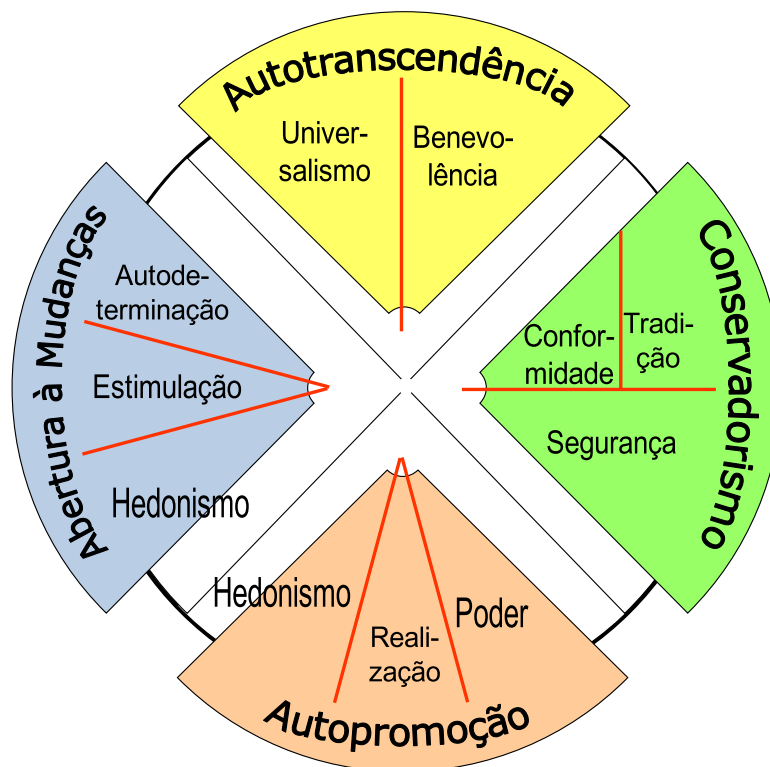 Autotranscendência
Univer-
salismo
Benevo-
lência
Abertura à Mudanças
Autode-
terminação
Estimulação
Hedonismo
Conservadorismo
Confor-
midade
Tradi-
ção
Segurança
Hedonismo
Reali-
zação
Poder
Autopromoção